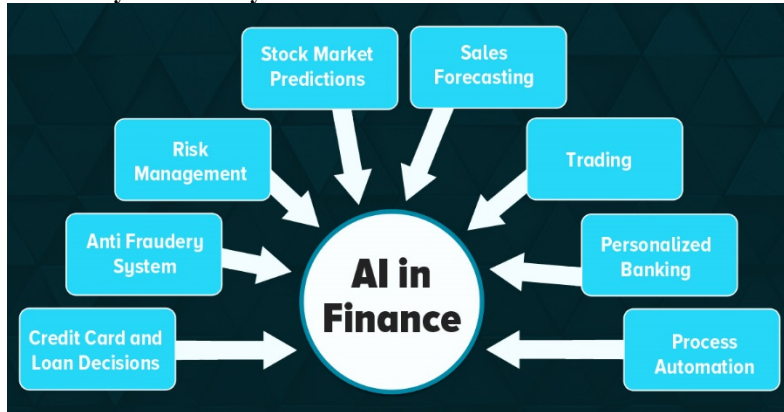 Stock Market
Predictions
Sales
Forecasting
Risk
Management
Trading
Anti Fraudery
System
Personalized
Banking
AI in
Finance
Credit Card and
Loan Decisions
Process
Automation